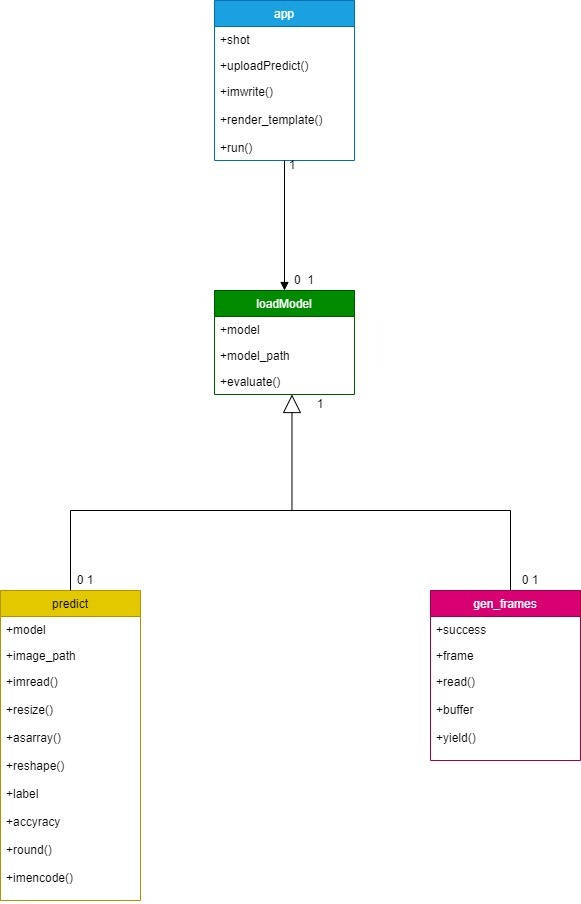 app
+shot
+uploadPredict()
+imwrite()
+render_template()
+run()
1
0 1
loadModel
+model
+model_path
+evaluate()
1
0 1
predict
+model
+image_path
+imread()
+resize()
+asarray()
+reshape()
+label
+accyracy
+round()
+imencode()
0 1
gen_frames
+success
+frame
+read()
+buffer
+yield()